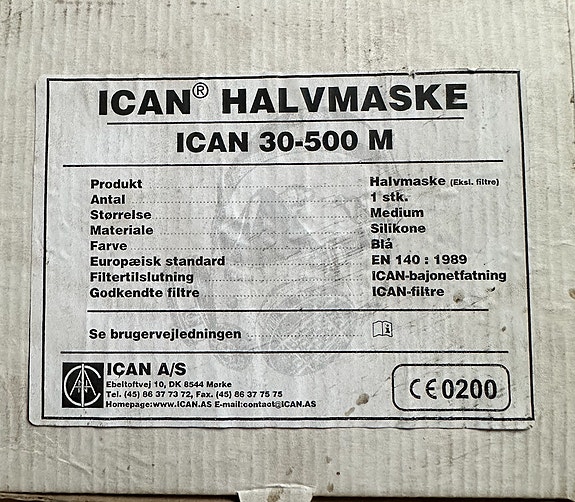 ICAN® HALVMASKE
ICAN 30-500 M
Produkt Halvmaske (Eksl. filtre)
Antal 1 stk.
Størrelse Medium
Materiale Silikone
Farve Blå
Europæisk standard EN 140 : 1989
Filtertilslutning ICAN-bajonetfatning
Godkendte filtre ICAN-filtre
Se brugervejledningen
ICAN A/S
Ebeltoftvej 10, DK 8544 Mørke
Tel. (45) 86 37 73 72, Fax. (45) 86 37 75 75
Homepage:www.ICAN.AS E-mail:contact@ICAN.AS
CE0200